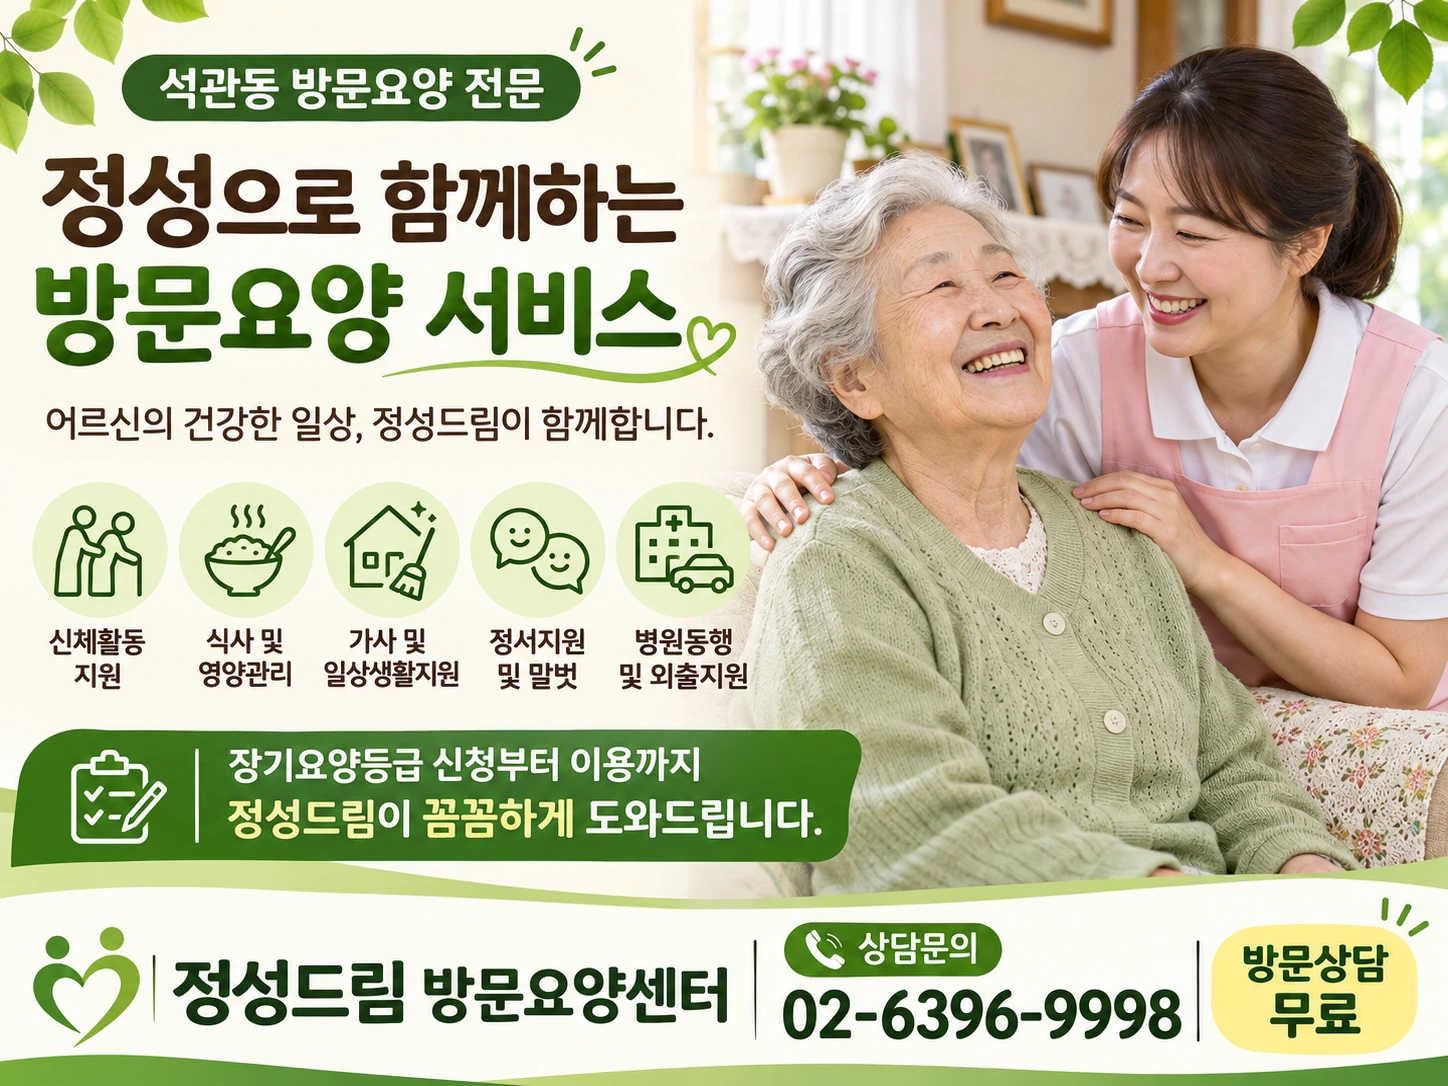 석관동 방문요양 전문
정성으로 함께하는
방문요양 서비스
어르신의 건강한 일상, 정성드림이 함께합니다.
신체활동
지원
식사 및
영양관리
가사 및
일상생활지원
정서지원
및 말벗
병원동행
및 외출지원
장기요양등급 신청부터 이용까지
정성드림이 꼼꼼하게 도와드립니다.
정성드림 방문요양센터
상담문의
02-6396-9998
방문상담
무료